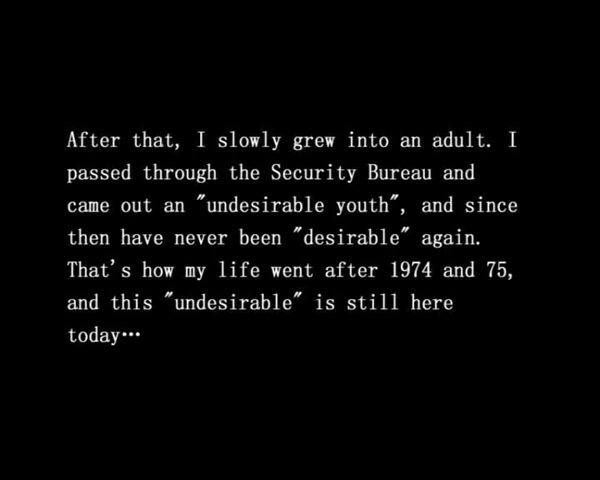 After that, I slowly grew into an adult. I
passed through the Security Bureau and
came out an "undesirable youth", and since
then have never been "desirable" again.
That's how my life went after 1974 and 75,
and this "undesirable" is still here
today…